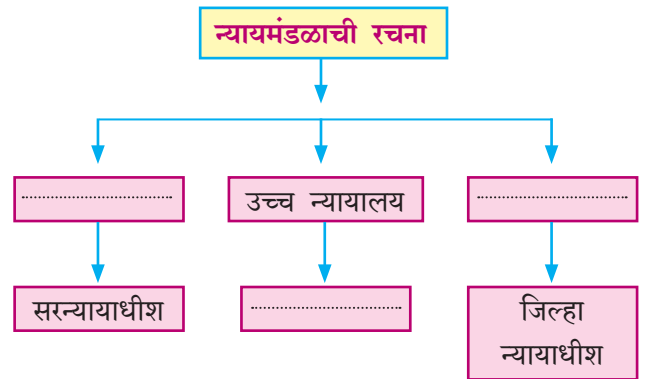 न्यायमंडळाची रचना
उच्च न्यायालय
सरन्यायाधीश
जिल्हा
न्यायाधीश